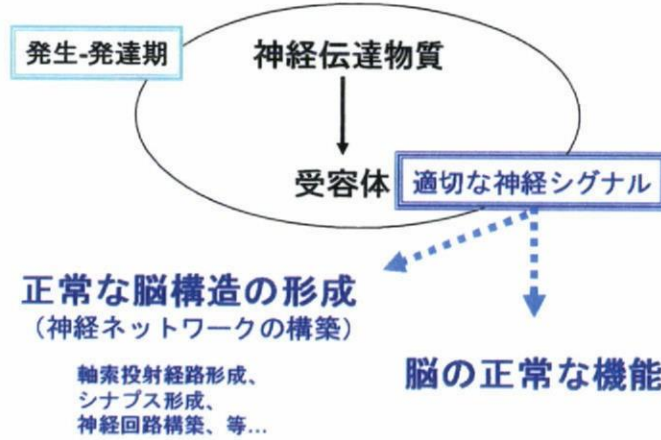 発生-発達期
神経伝達物質
受容体
適切な神経シグナル
正常な脳構造の形成
（神経ネットワークの構築）
脳の正常な機能
軸索投射経路形成、
シナプス形成、
神経回路構築、等…